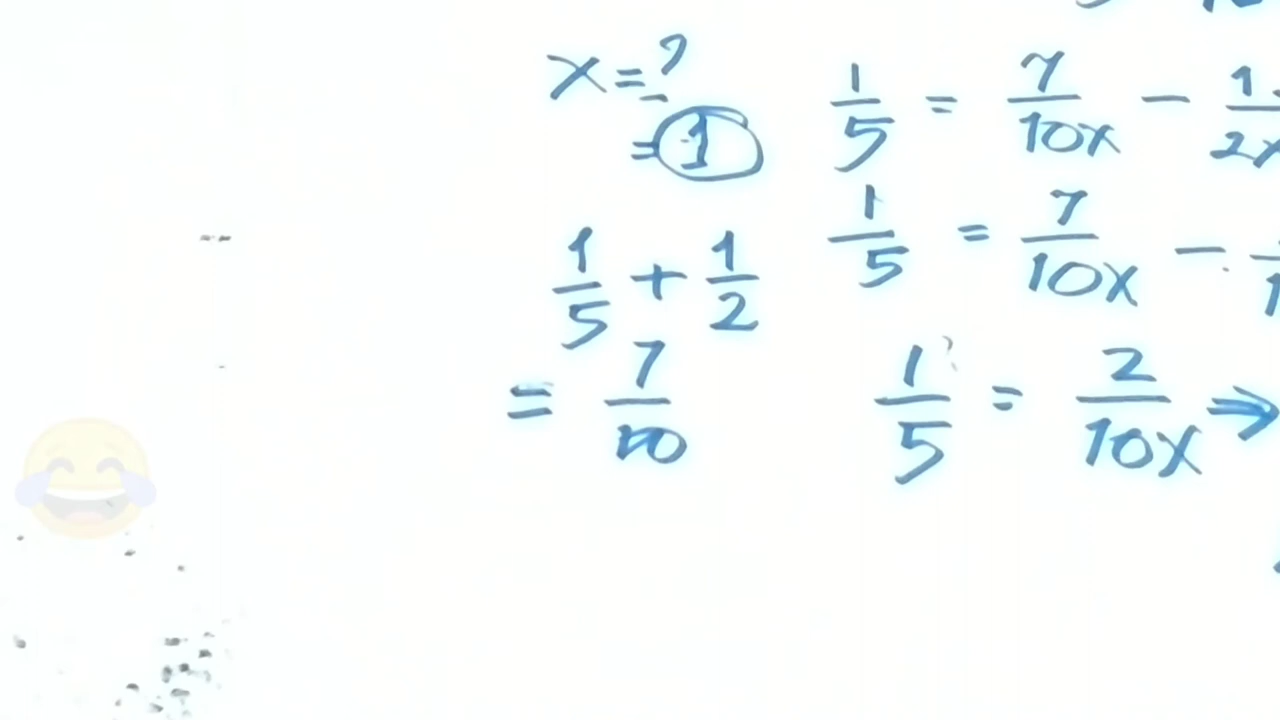 x = ?
= 1
1/5 + 1/2
= 7/10
1/5 = 7/10x - 1/2x
1/5 = 7/10x -
1/5 = 2/10x ⇒